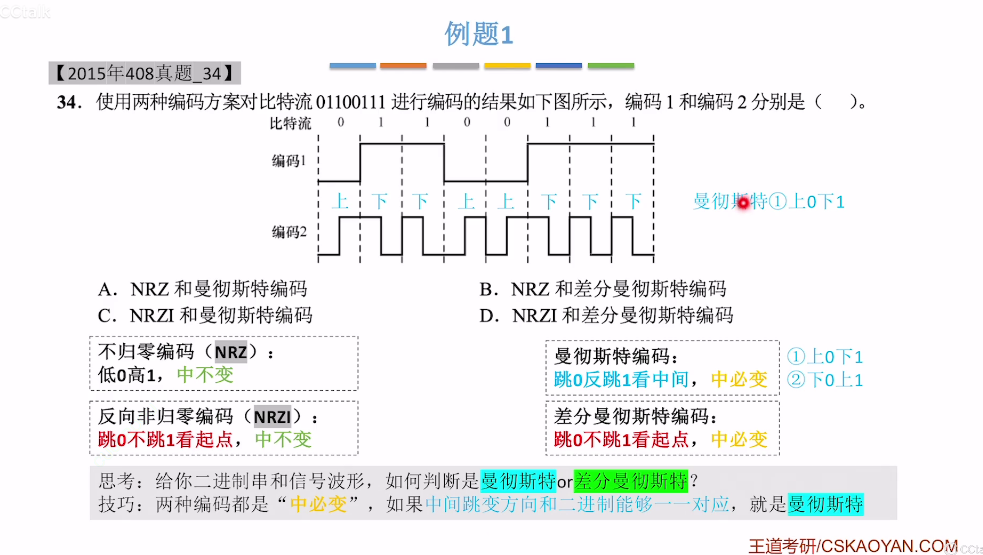 CCtalk
例题1
【2015年408真题_34】
34. 使用两种编码方案对比特流 01100111 进行编码的结果如下图所示，编码 1 和编码 2 分别是（ ）。
比特流 0 1 1 0 0 1 1 1
编码1
上 下 下 上 上 下 下 下 曼彻斯特①上0下1
编码2
A. NRZ 和曼彻斯特编码 B. NRZ 和差分曼彻斯特编码
C. NRZI 和曼彻斯特编码 D. NRZI 和差分曼彻斯特编码
不归零编码（NRZ）：
低0高1，中不变
曼彻斯特编码：
跳0反跳1看中间，中必变
①上0下1
②下0上1
反向非归零编码（NRZI）：
跳0不跳1看起点，中不变
差分曼彻斯特编码：
跳0不跳1看起点，中必变
思考：给你二进制串和信号波形，如何判断是曼彻斯特or差分曼彻斯特？
技巧：两种编码都是“中必变”，如果中间跳变方向和二进制能够一一对应，就是曼彻斯特
王道考研/CSKAOYAN.COM